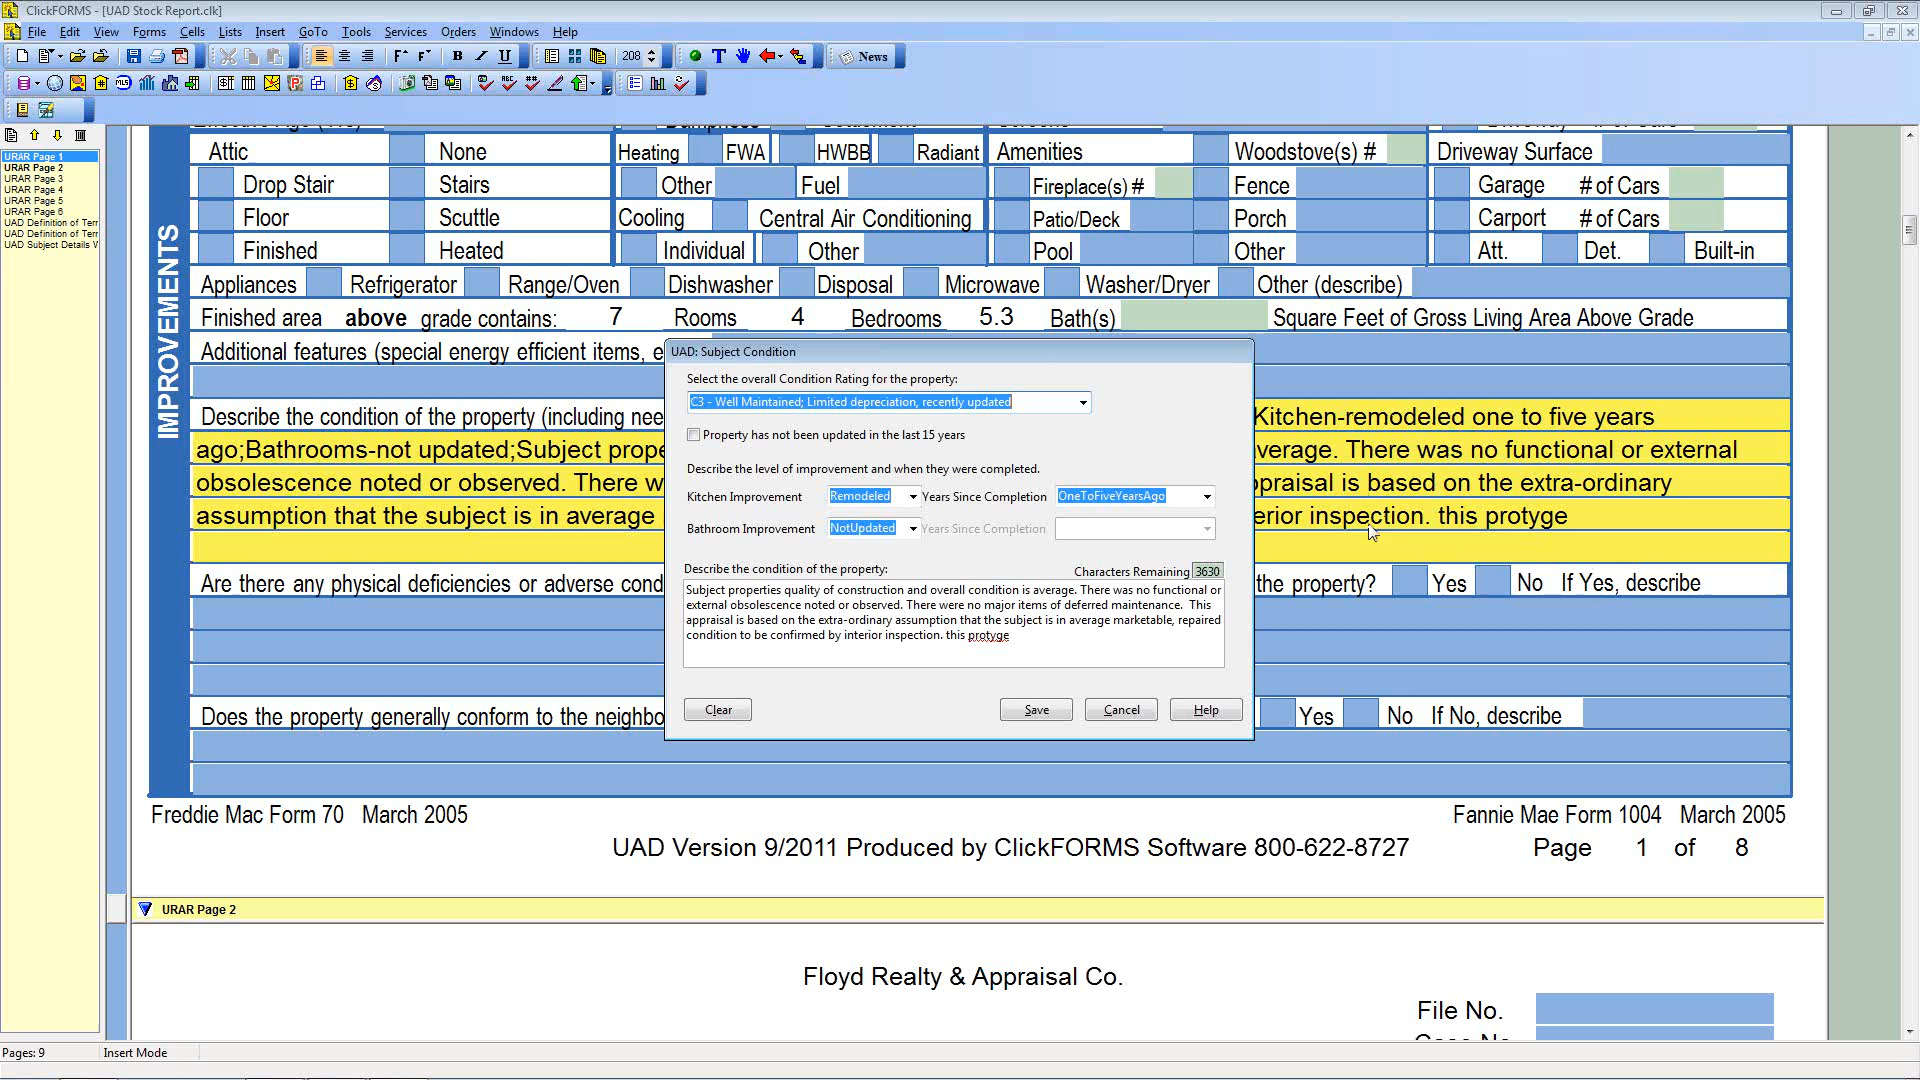 ClickFORMS - [UAD Stock Report.clk]
File Edit View Forms Cells Lists Insert GoTo Tools Services Orders Windows Help
B I U 208 T News
URAR Page 1
URAR Page 2
URAR Page 3
URAR Page 4
URAR Page 5
URAR Page 6
UAD Definition of Terr
UAD Definition of Terr
UAD Subject Details V
IMPROVEMENTS
Attic None Heating FWA HWBB Radiant Amenities Woodstove(s) # Driveway Surface
Drop Stair Stairs Other Fuel Fireplace(s) # Fence Garage # of Cars
Floor Scuttle Cooling Central Air Conditioning Patio/Deck Porch Carport # of Cars
Finished Heated Individual Other Pool Other Att. Det. Built-in
Appliances Refrigerator Range/Oven Dishwasher Disposal Microwave Washer/Dryer Other (describe)
Finished area above grade contains: 7 Rooms 4 Bedrooms 5.3 Bath(s) Square Feet of Gross Living Area Above Grade
Additional features (special energy efficient items, e
Describe the condition of the property (including nee Kitchen-remodeled one to five years
ago;Bathrooms-not updated;Subject prope verage. There was no functional or external
obsolescence noted or observed. There w ppraisal is based on the extra-ordinary
assumption that the subject is in average erior inspection. this protyge
Are there any physical deficiencies or adverse cond the property? Yes No If Yes, describe
Does the property generally conform to the neighbo Yes No If No, describe
UAD: Subject Condition
Select the overall Condition Rating for the property:
C3 - Well Maintained; Limited depreciation, recently updated
Property has not been updated in the last 15 years
Describe the level of improvement and when they were completed.
Kitchen Improvement Remodeled Years Since Completion OneToFiveYearsAgo
Bathroom Improvement NotUpdated Years Since Completion
Describe the condition of the property: Characters Remaining 3630
Subject properties quality of construction and overall condition is average. There was no functional or
external obsolescence noted or observed. There were no major items of deferred maintenance. This
appraisal is based on the extra-ordinary assumption that the subject is in average marketable, repaired
condition to be confirmed by interior inspection. this protyge
Clear Save Cancel Help
Freddie Mac Form 70 March 2005 Fannie Mae Form 1004 March 2005
UAD Version 9/2011 Produced by ClickFORMS Software 800-622-8727 Page 1 of 8
URAR Page 2
Floyd Realty & Appraisal Co.
File No.
Pages: 9 Insert Mode